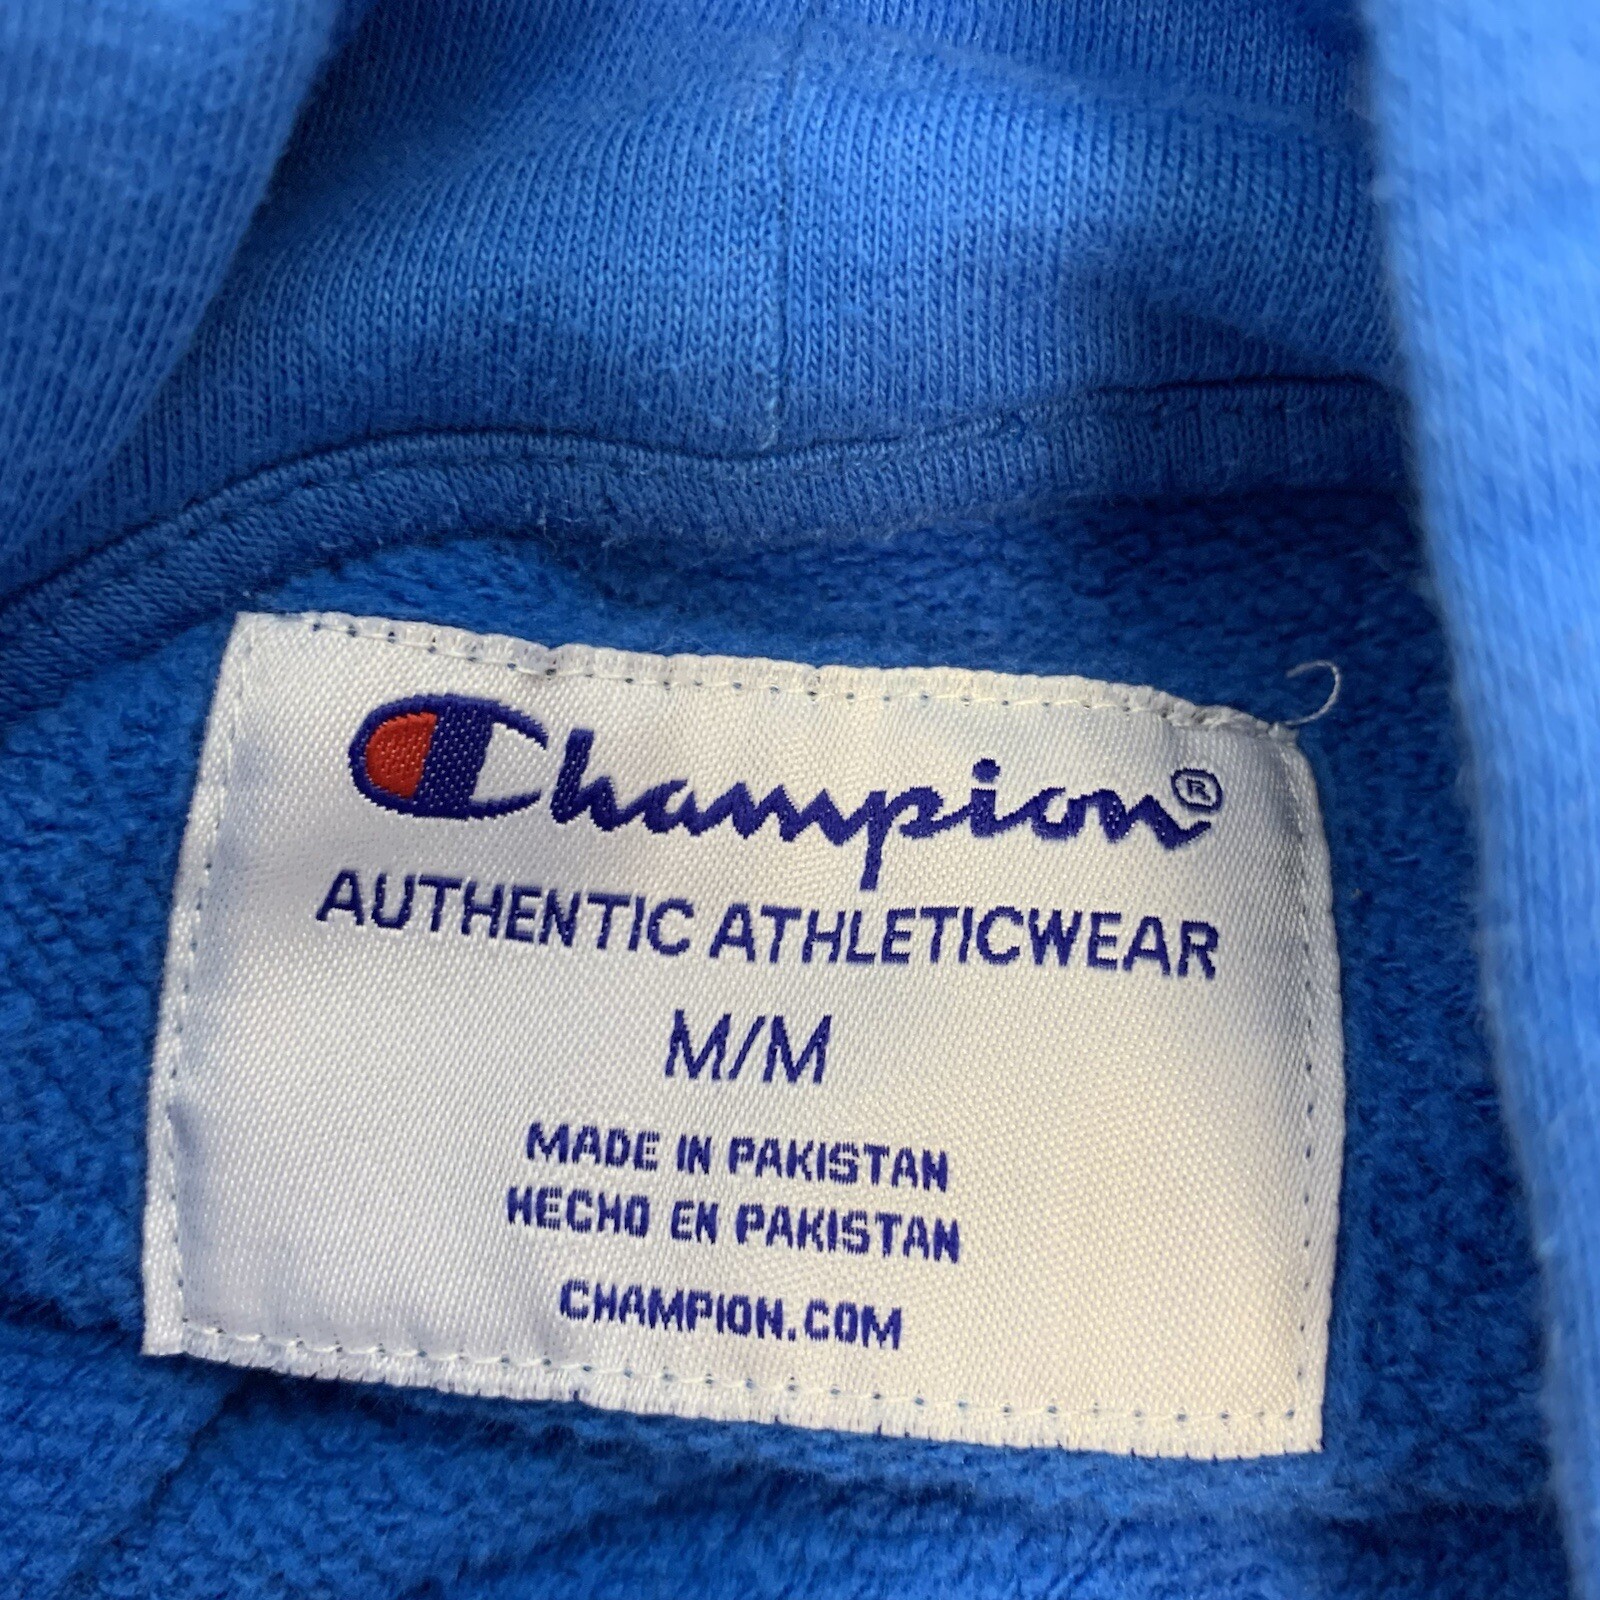 Champion®
AUTHENTIC ATHLETICWEAR
M/M
MADE IN PAKISTAN
HECHO EN PAKISTAN
CHAMPION.COM